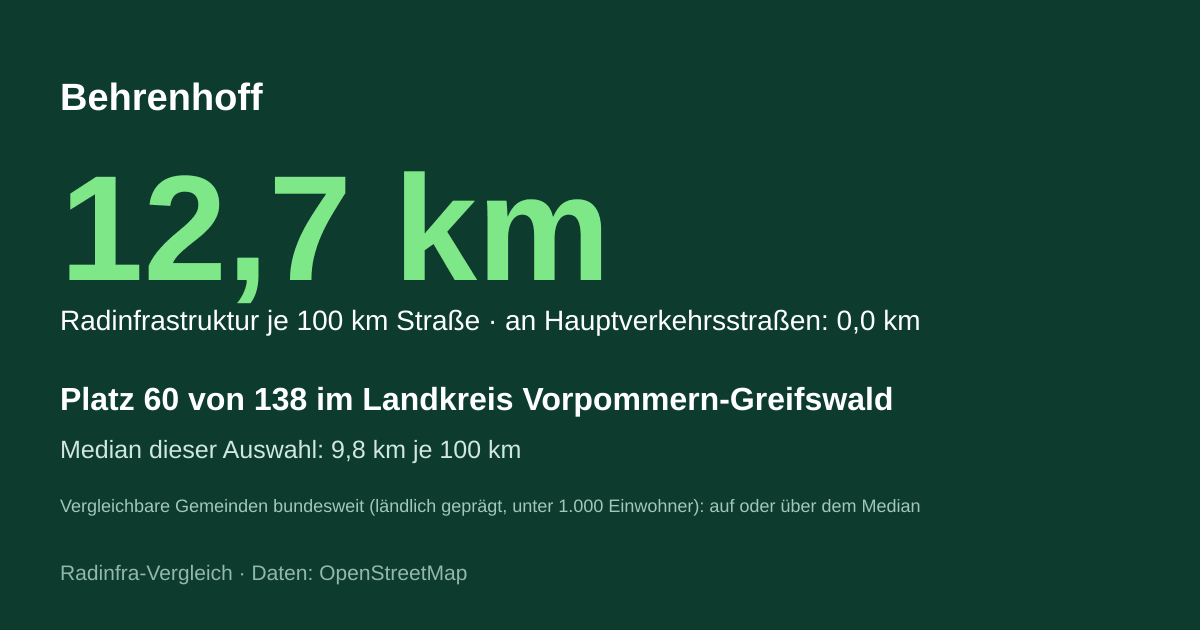 Behrenhoff
12,7 km
Radinfrastruktur je 100 km Straße · an Hauptverkehrsstraßen: 0,0 km
Platz 60 von 138 im Landkreis Vorpommern-Greifswald
Median dieser Auswahl: 9,8 km je 100 km
Vergleichbare Gemeinden bundesweit (ländlich geprägt, unter 1.000 Einwohner): auf oder über dem Median
Radinfra-Vergleich · Daten: OpenStreetMap